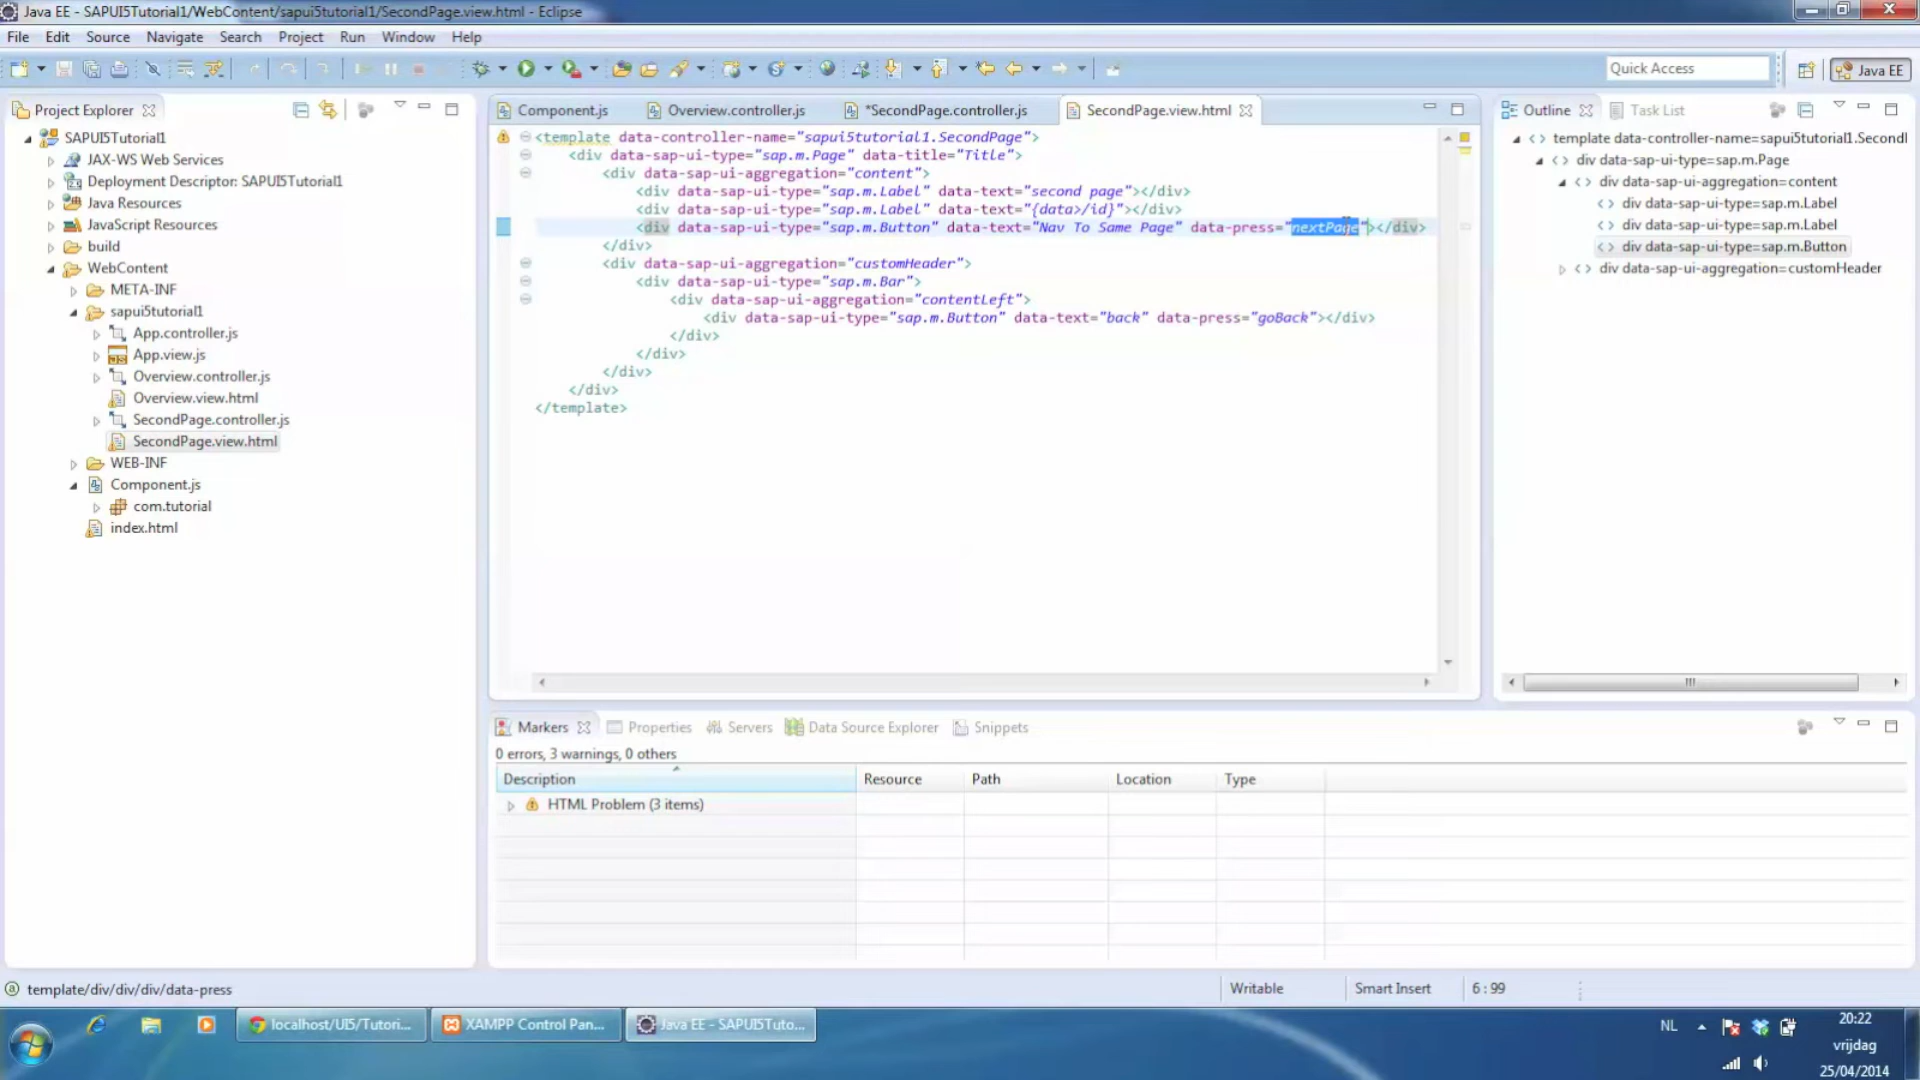 Java EE - SAPUI5Tutorial1/WebContent/sapui5tutorial1/SecondPage.view.html - Eclipse
File Edit Source Navigate Search Project Run Window Help
Quick Access
Java EE
Project Explorer
SAPUI5Tutorial1
JAX-WS Web Services
Deployment Descriptor: SAPUI5Tutorial1
Java Resources
JavaScript Resources
build
WebContent
META-INF
sapui5tutorial1
App.controller.js
App.view.js
Overview.controller.js
Overview.view.html
SecondPage.controller.js
SecondPage.view.html
WEB-INF
Component.js
com.tutorial
index.html
Component.js Overview.controller.js *SecondPage.controller.js SecondPage.view.html
<template data-controller-name="sapui5tutorial1.SecondPage">
<div data-sap-ui-type="sap.m.Page" data-title="Title">
<div data-sap-ui-aggregation="content">
<div data-sap-ui-type="sap.m.Label" data-text="second page"></div>
<div data-sap-ui-type="sap.m.Label" data-text="{data>/id}"></div>
<div data-sap-ui-type="sap.m.Button" data-text="Nav To Same Page" data-press="nextPage"></div>
</div>
<div data-sap-ui-aggregation="customHeader">
<div data-sap-ui-type="sap.m.Bar">
<div data-sap-ui-aggregation="contentLeft">
<div data-sap-ui-type="sap.m.Button" data-text="back" data-press="goBack"></div>
</div>
</div>
</div>
</div>
</template>
Outline Task List
template data-controller-name=sapui5tutorial1.Second
div data-sap-ui-type=sap.m.Page
div data-sap-ui-aggregation=content
div data-sap-ui-type=sap.m.Label
div data-sap-ui-type=sap.m.Label
div data-sap-ui-type=sap.m.Button
div data-sap-ui-aggregation=customHeader
Markers Properties Servers Data Source Explorer Snippets
0 errors, 3 warnings, 0 others
Description Resource Path Location Type
HTML Problem (3 items)
template/div/div/div/data-press
Writable Smart Insert 6 : 99
localhost/UI5/Tutori... XAMPP Control Pan... Java EE - SAPUI5Tuto...
NL
20:22
vrijdag
25/04/2014